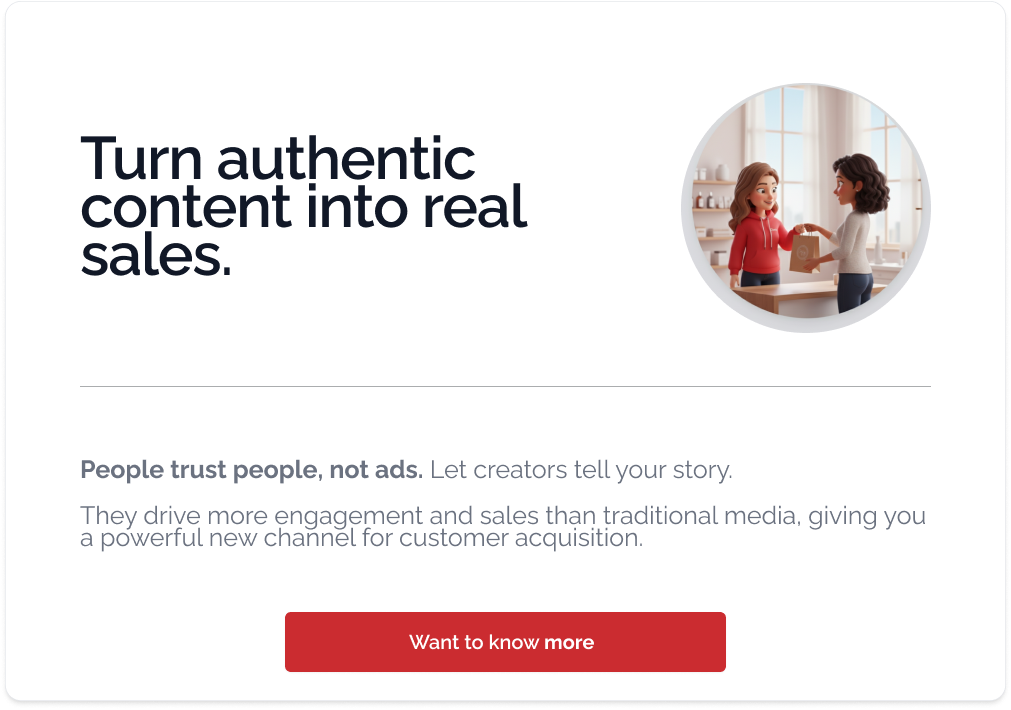 Turn authentic
content into real
sales.
People trust people, not ads. Let creators tell your story.
They drive more engagement and sales than traditional media, giving you
a powerful new channel for customer acquisition.
Want to know more